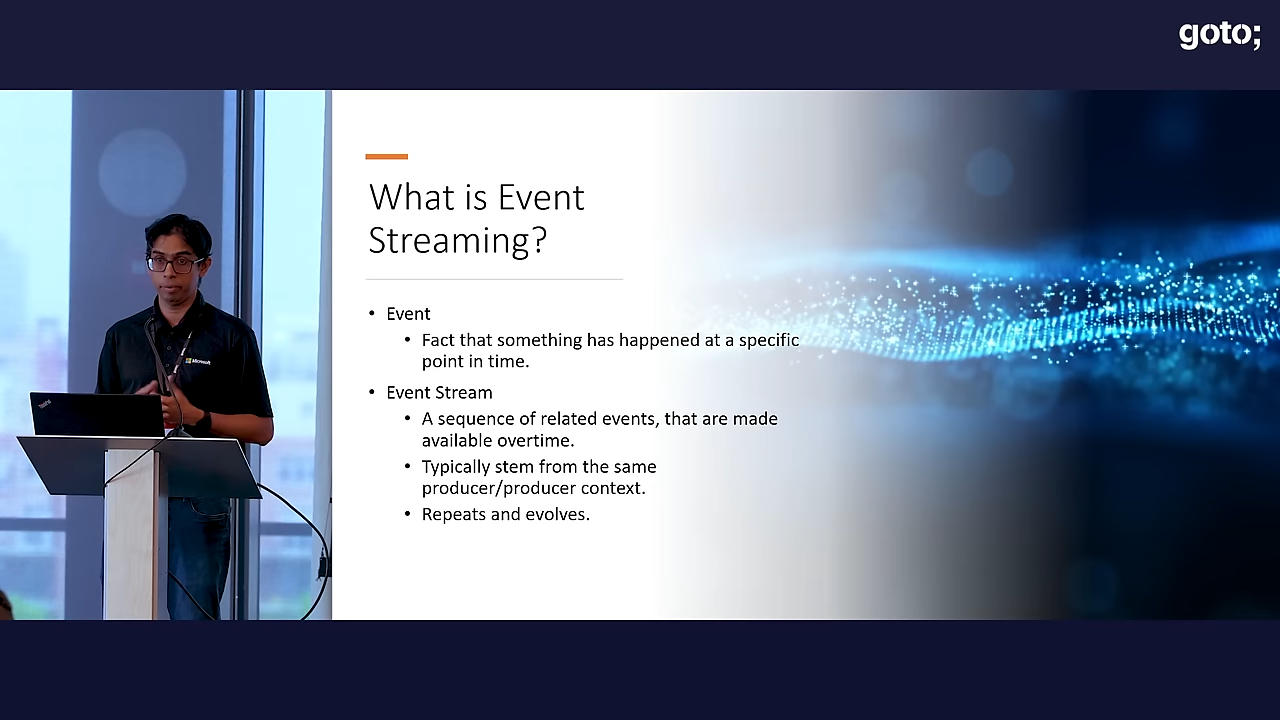 goto;
What is Event
Streaming?
• Event
• Fact that something has happened at a specific
point in time.
• Event Stream
• A sequence of related events, that are made
available overtime.
• Typically stem from the same
producer/producer context.
• Repeats and evolves.
Microsoft
ThinkPad